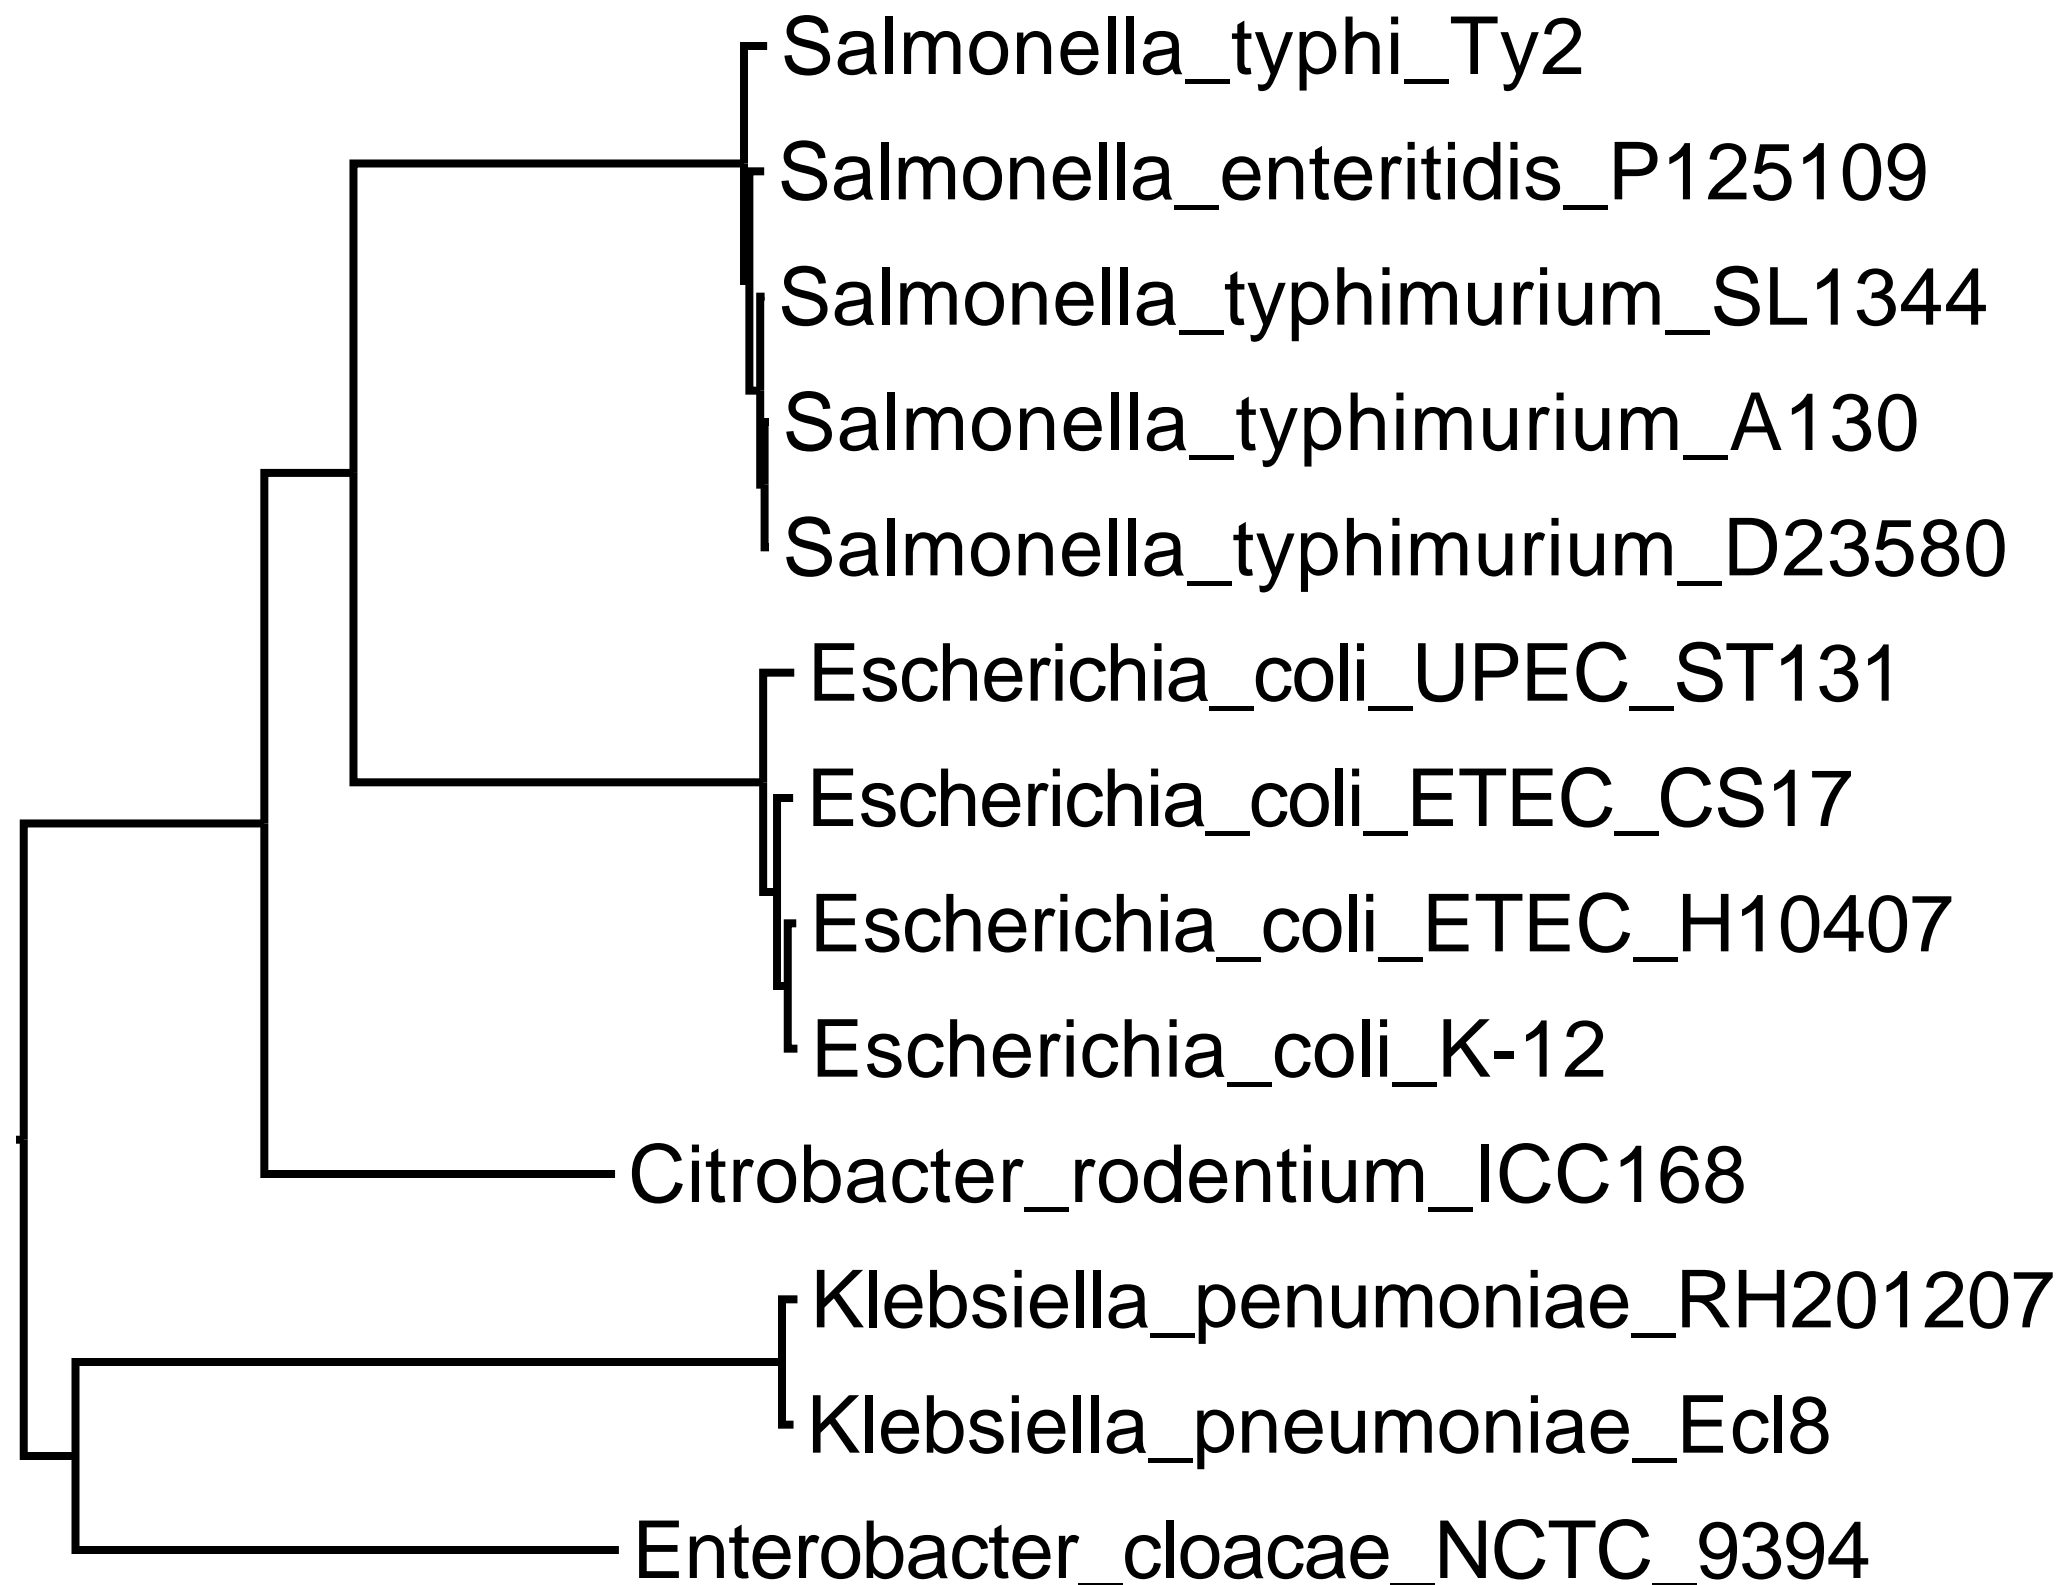 Salmonella_typhi_Ty2
Salmonella_enteritidis_P125109
Salmonella_typhimurium_SL1344
Salmonella_typhimurium_A130
Salmonella_typhimurium_D23580
Escherichia_coli_UPEC_ST131
Escherichia_coli_ETEC_CS17
Escherichia_coli_ETEC_H10407
Escherichia_coli_K-12
Citrobacter_rodentium_ICC168
Klebsiella_penumoniae_RH201207
Klebsiella_pneumoniae_Ecl8
Enterobacter_cloacae_NCTC_9394